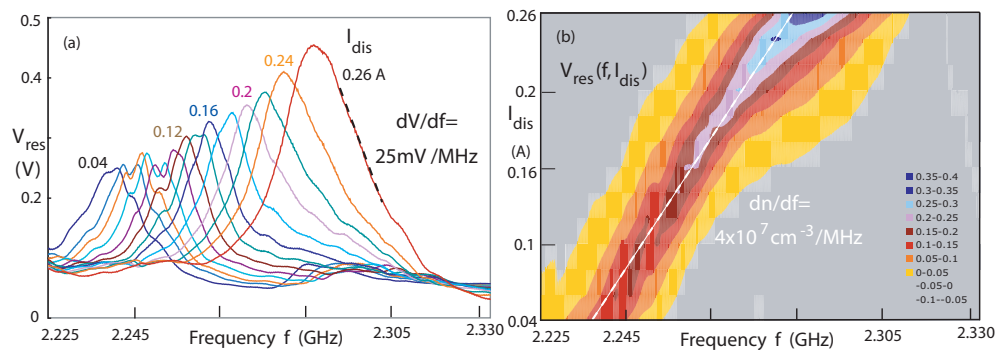 0.5
(a)
I dis
0.26 A
0.4
0.24
0.2
V res
(V)
0.16
0.12
0.04
dV/df=
25mV /MHz
0.2
0
2.225
2.245
Frequency f (GHz)
2.305
2.330
0.26
(b)
V res (f, I dis)
0.2
I dis
(A)
0.16
0.1
0.04
dn/df=
4x10 7 cm -3 /MHz
0.35-0.4
0.3-0.35
0.25-0.3
0.2-0.25
0.15-0.2
0.1-0.15
0.05-0.1
0-0.05
-0.05-0
-0.1--0.05
2.225
2.245
Frequency f (GHz)
2.305
2.330